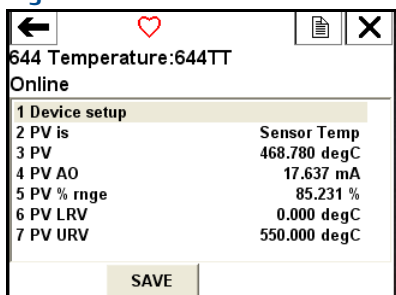 644 Temperature:644TT
Online
1 Device setup
2 PV is Sensor Temp
3 PV 468.780 degC
4 PV AO 17.637 mA
5 PV % rnge 85.231 %
6 PV LRV 0.000 degC
7 PV URV 550.000 degC
SAVE